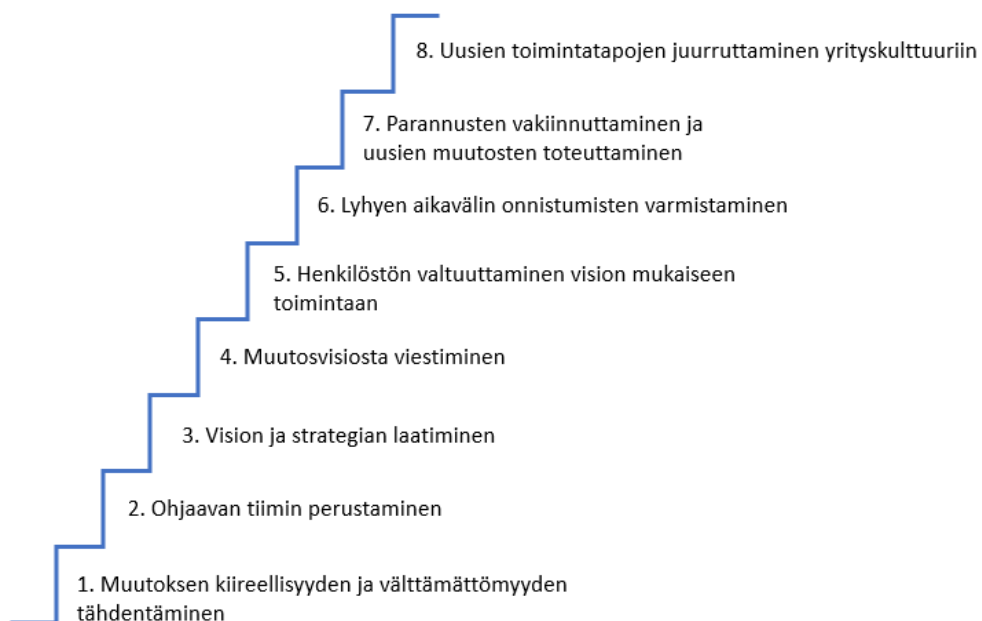 8. Uusien toimintatapojen juurruttaminen yrityskulttuuriin
7. Parannusten vakiinnuttaminen ja
uusien muutosten toteuttaminen
6. Lyhyen aikavälin onnistumisten varmistaminen
5. Henkilöstön valtuuttaminen vision mukaiseen
toimintaan
4. Muutosvisiosta viestiminen
3. Vision ja strategian laatiminen
2. Ohjaavan tiimin perustaminen
1. Muutoksen kiireellisyyden ja välttämättömyyden
tähdentäminen